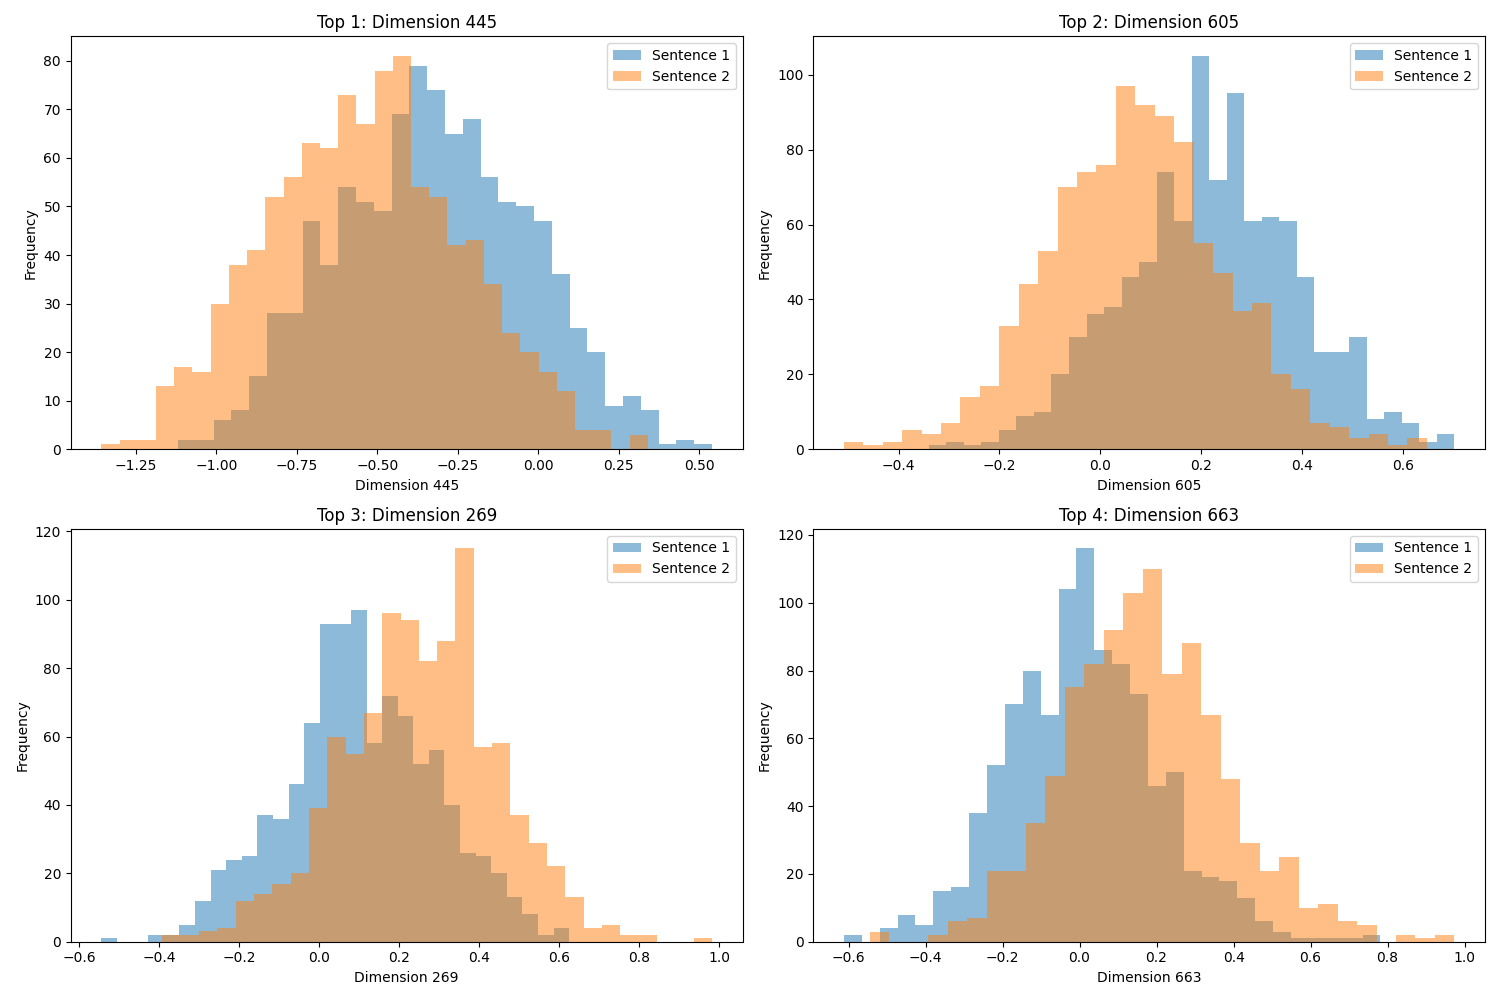 Top 1: Dimension 445
Sentence 1
Sentence 2
Frequency
80
70
60
50
40
30
20
10
0
−1.25 −1.00 −0.75 −0.50 −0.25 0.00 0.25 0.50
Dimension 445
Top 2: Dimension 605
Sentence 1
Sentence 2
Frequency
100
80
60
40
20
0
−0.4 −0.2 0.0 0.2 0.4 0.6
Dimension 605
Top 3: Dimension 269
Sentence 1
Sentence 2
Frequency
120
100
80
60
40
20
0
−0.6 −0.4 −0.2 0.0 0.2 0.4 0.6 0.8 1.0
Dimension 269
Top 4: Dimension 663
Sentence 1
Sentence 2
Frequency
120
100
80
60
40
20
0
−0.6 −0.4 −0.2 0.0 0.2 0.4 0.6 0.8 1.0
Dimension 663